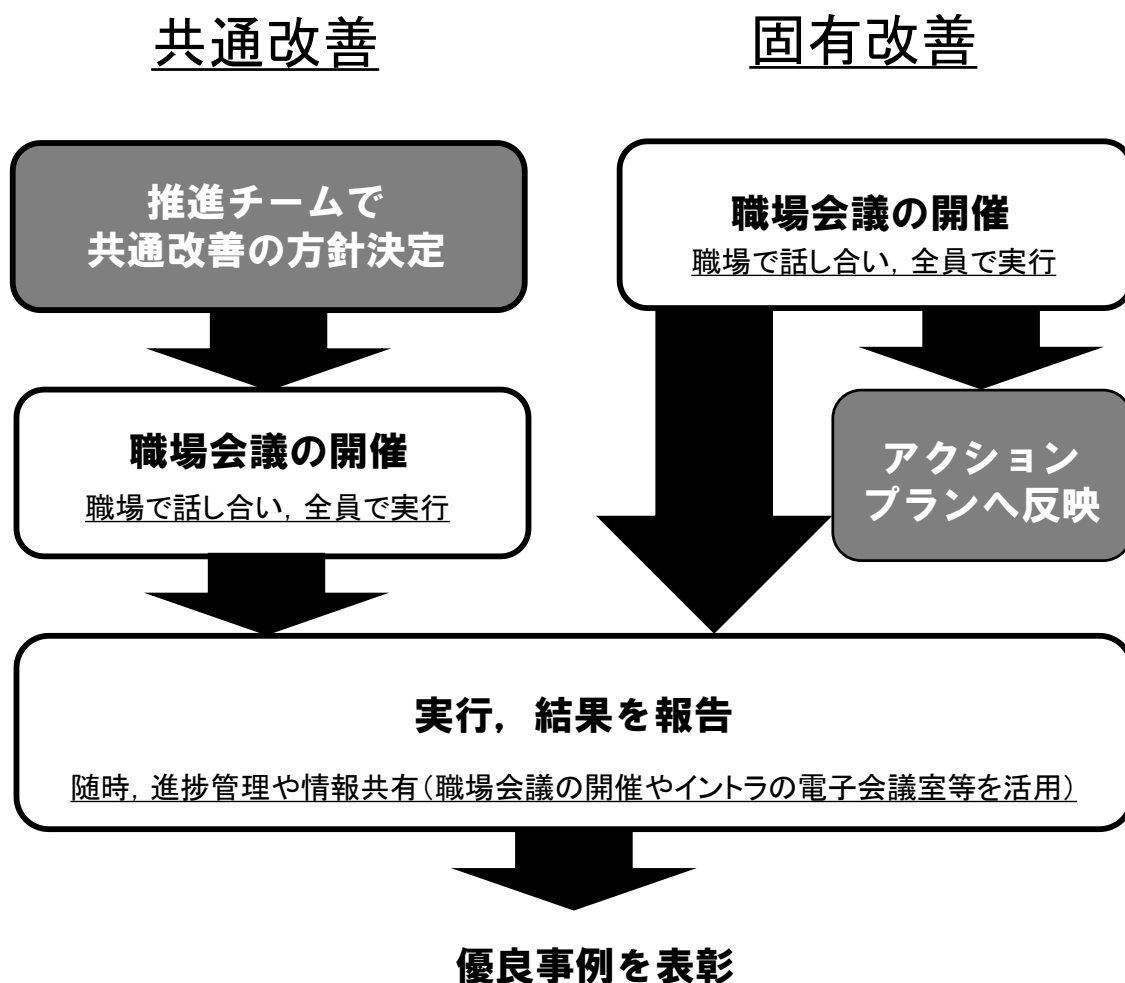 共通改善
固有改善
推進チームで
共通改善の方針決定
職場会議の開催
職場で話し合い，全員で実行
職場会議の開催
職場で話し合い，全員で実行
アクション
プランへ反映
実行，結果を報告
随時，進捗管理や情報共有（職場会議の開催やイントラの電子会議室等を活用）
優良事例を表彰